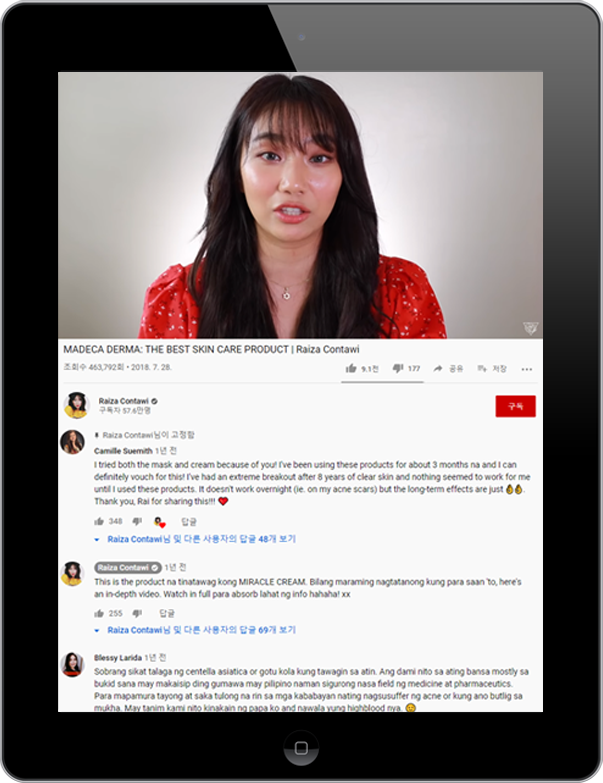 MADECA DERMA: THE BEST SKIN CARE PRODUCT | Raiza Contawi
조회수 463,792회 • 2018. 7. 28.
9.1천 177 공유 저장
Raiza Contawi
구독자 57.6만명
구독
Raiza Contawi님이 고정함
Camille Suemith 1년 전
I tried both the mask and cream because of you! I've been using these products for about 3 months na and I can
definitely vouch for this! I've had an extreme breakout after 8 years of clear skin and nothing seemed to work for me
until I used these products. It doesn't work overnight (ie. on my acne scars) but the long-term effects are just 👌👌.
Thank you, Rai for sharing this!!! ❤
348 답글
Raiza Contawi님 및 다른 사용자의 답글 48개 보기
Raiza Contawi 1년 전
This is the product na tinatawag kong MIRACLE CREAM. Bilang maraming nagtatanong kung para saan 'to, here's
an in-depth video. Watch in full para absorb lahat ng info hahaha! xx
255 답글
Raiza Contawi님 및 다른 사용자의 답글 69개 보기
Blessy Larida 1년 전
Sobrang sikat talaga ng centella asiatica or gotu kola kung tawagin sa atin. Ang dami nito sa ating bansa mostly sa
bukid sana may makaisip ding gumawa may pilipino naman sigurong nasa field ng medicine at pharmaceutics.
Para mapamura tayong at saka tulong na rin sa mga kababayan nating nagsusuffer ng acne or kung ano butlig sa
mukha. May tanim kami nito kinakain ng papa ko and nawala yung highblood nya.